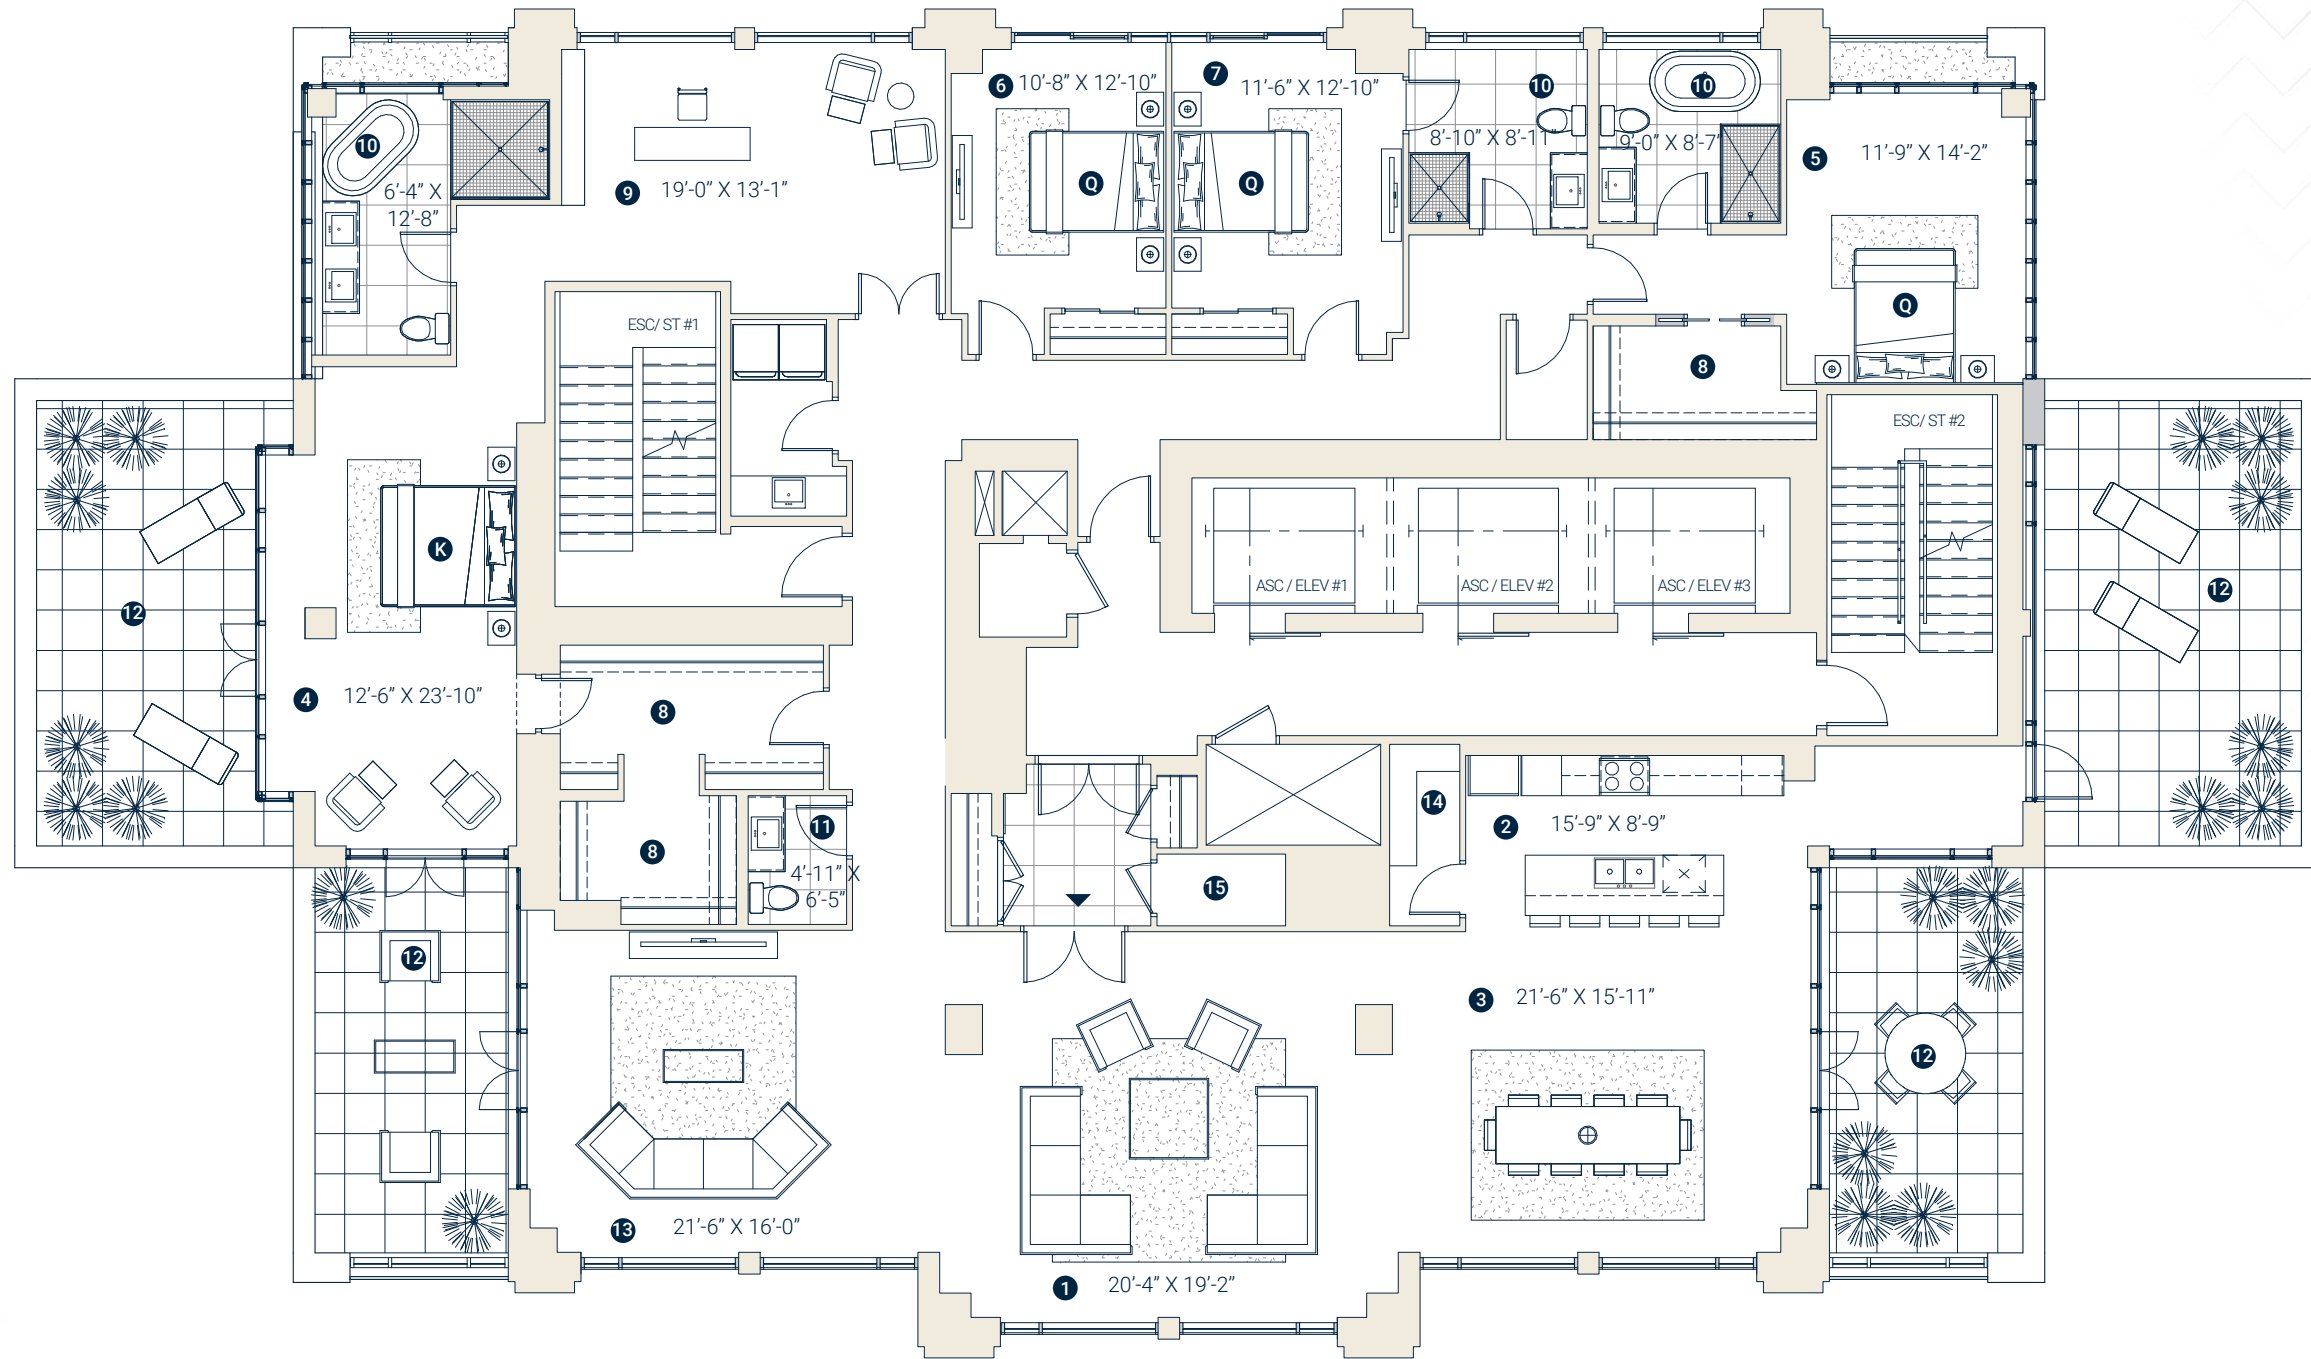 6 10'-8" X 12'-10"
7 11'-6" X 12'-10"
10
8'-10" X 8'-11"
10
9'-0" X 8'-7"
5 11'-9" X 14'-2"
10
6'-4" X
12'-8"
9 19'-0" X 13'-1"
Q
Q
Q
ESC/ ST #1
8
ESC/ ST #2
K
12
ASC / ELEV #1
ASC / ELEV #2
ASC / ELEV #3
12
4 12'-6" X 23'-10"
8
8
11
4'-11" X
6'-5"
14
2 15'-9" X 8'-9"
15
12
3 21'-6" X 15'-11"
12
13 21'-6" X 16'-0"
1 20'-4" X 19'-2"